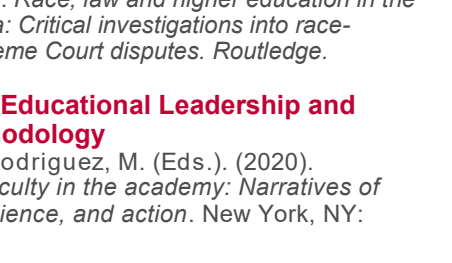 : Race, law and higher education in the
a: Critical investigations into race-
eme Court disputes. Routledge.
Educational Leadership and
odology
odriguez, M. (Eds.). (2020).
culty in the academy: Narratives of
ience, and action. New York, NY: